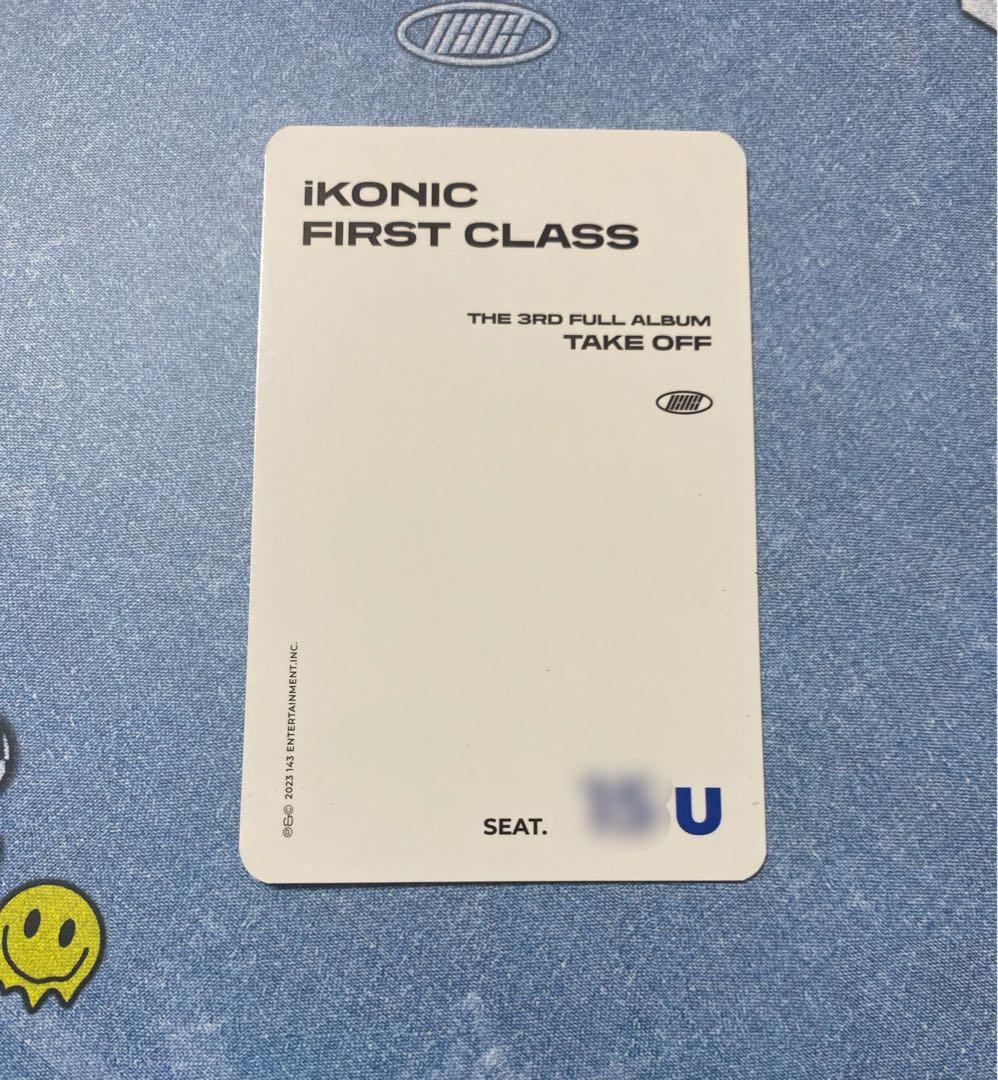 iKONIC
FIRST CLASS
THE 3RD FULL ALBUM
TAKE OFF
℗&© 2023 143 ENTERTAINMENT.INC.
SEAT. U